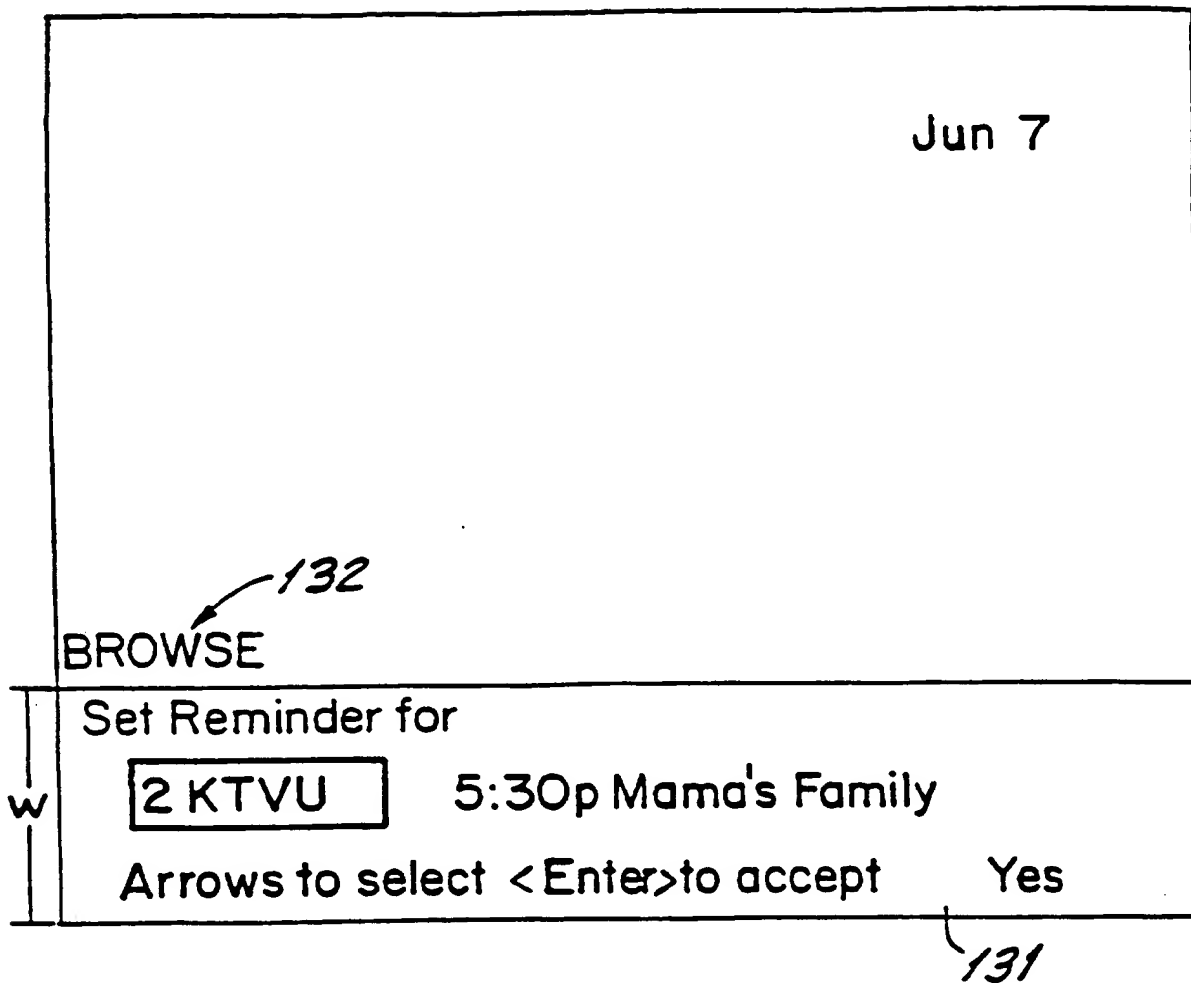 Jun 7
132
BROWSE
Set Reminder for
W
2 KTVU 5:30p Mama's Family
Arrows to select <Enter>to accept Yes
131